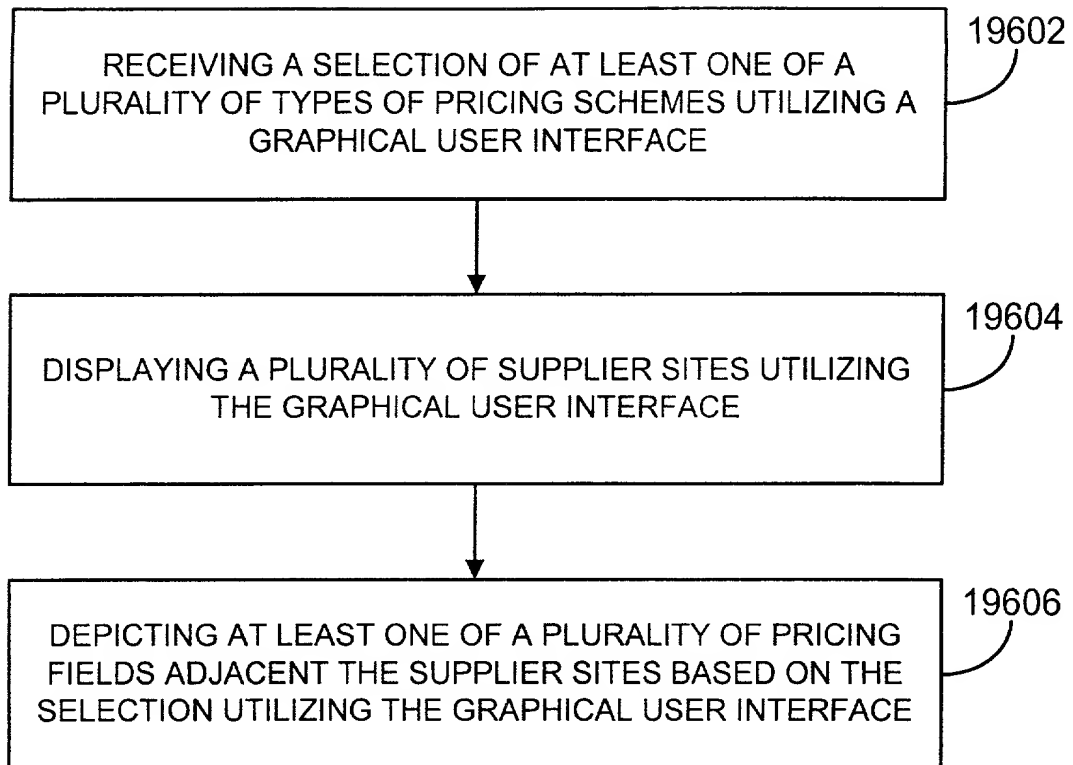 19602
RECEIVING A SELECTION OF AT LEAST ONE OF A
PLURALITY OF TYPES OF PRICING SCHEMES UTILIZING A
GRAPHICAL USER INTERFACE
19604
DISPLAYING A PLURALITY OF SUPPLIER SITES UTILIZING
THE GRAPHICAL USER INTERFACE
19606
DEPICTING AT LEAST ONE OF A PLURALITY OF PRICING
FIELDS ADJACENT THE SUPPLIER SITES BASED ON THE
SELECTION UTILIZING THE GRAPHICAL USER INTERFACE